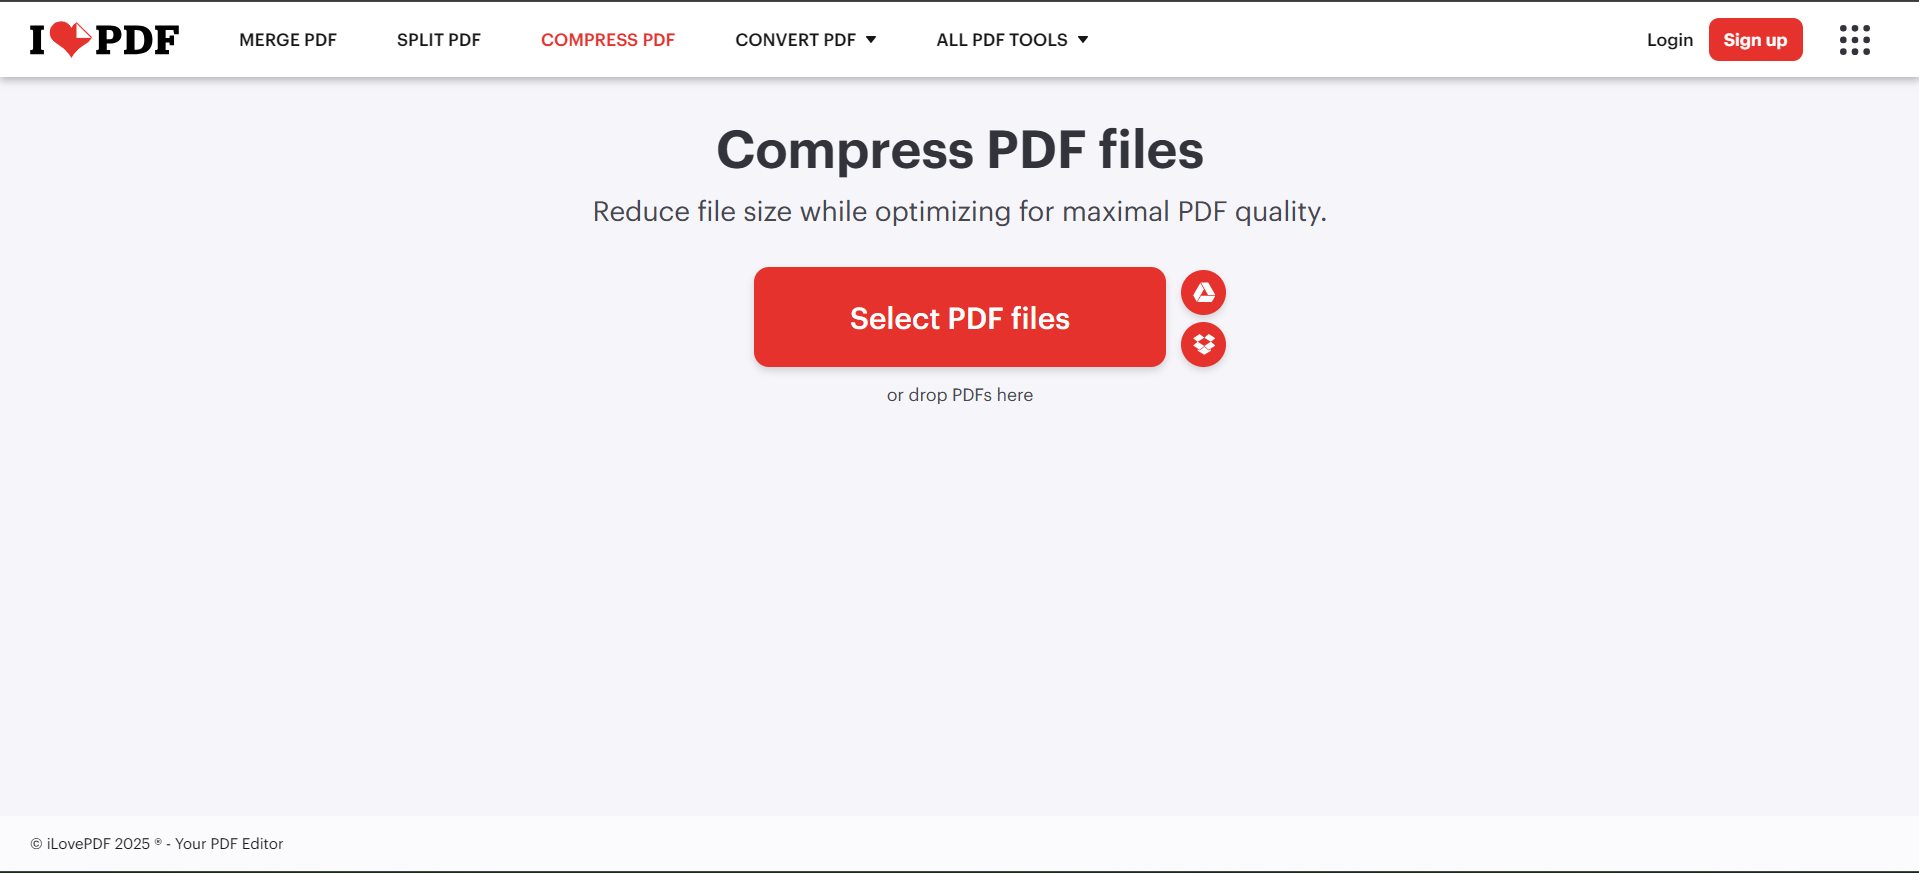 I PDF
MERGE PDF
SPLIT PDF
COMPRESS PDF
CONVERT PDF
ALL PDF TOOLS
Login
Sign up
Compress PDF files
Reduce file size while optimizing for maximal PDF quality.
Select PDF files
or drop PDFs here
© iLovePDF 2025 ® - Your PDF Editor